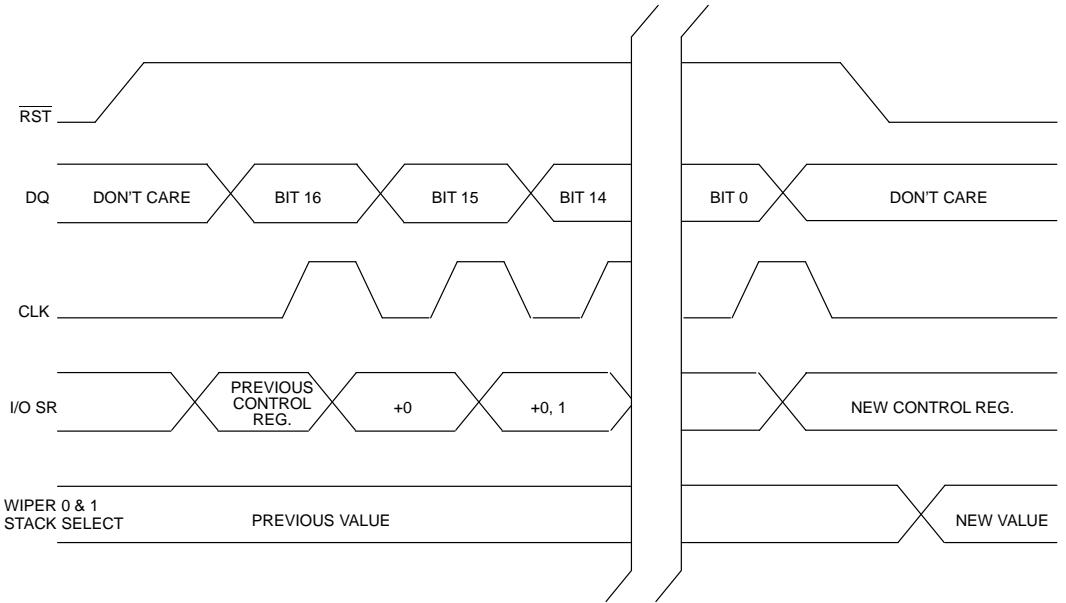 RST
DQ
DON'T CARE
BIT 16
BIT 15
BIT 14
BIT 0
DON'T CARE
CLK
I/O SR
PREVIOUS
CONTROL
REG.
+0
+0, 1
NEW CONTROL REG.
WIPER 0 & 1
STACK SELECT
PREVIOUS VALUE
NEW VALUE